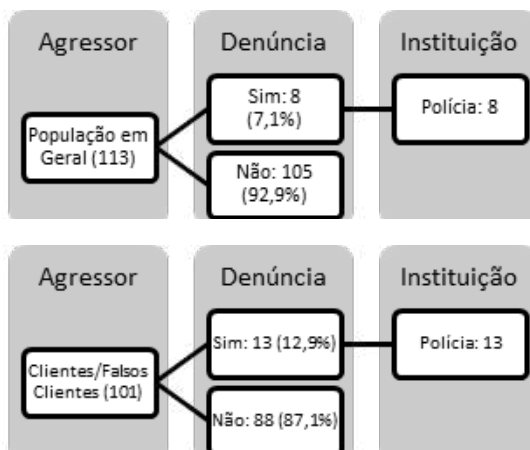 Agressor
Denúncia
Instituição
População em
Geral (113)
Sim: 8
(7,1%)
Não: 105
(92,9%)
Polícia: 8
Agressor
Denúncia
Instituição
Clientes/Falsos
Clientes (101)
Sim: 13 (12,9%)
Não: 88 (87,1%)
Polícia: 13